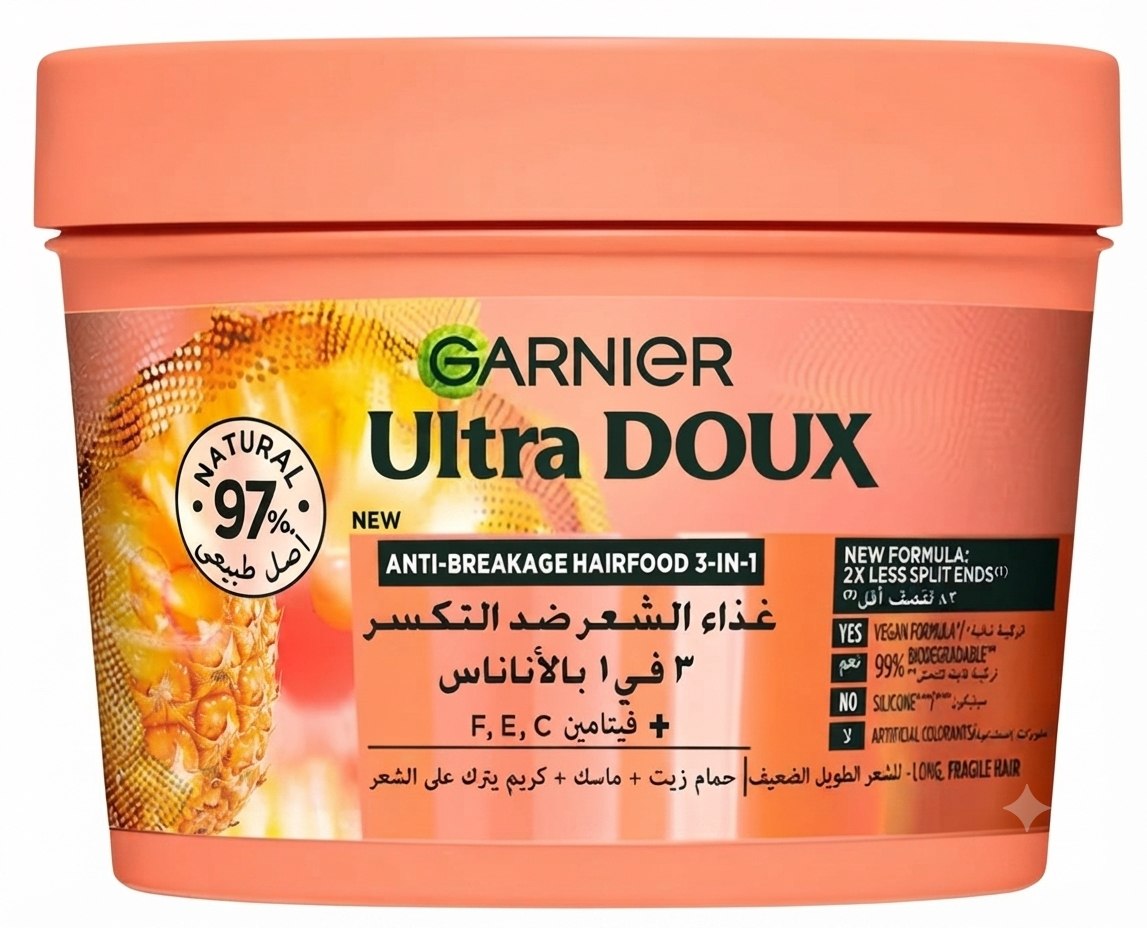 GARNIER
Ultra DOUX
NATURAL
97%
أصل طبيعي
NEW
ANTI-BREAKAGE HAIRFOOD 3-IN-1
غذاء الشعر ضد التكسر
٣ في ١ بالأناناس
+ فيتامين F, E, C
حمام زيت + ماسك + كريم يترك على الشعر
للشعر الطويل الضعيف - LONG, FRAGILE HAIR
NEW FORMULA:
2X LESS SPLIT ENDS(1)
أقل
YES VEGAN FORMULA
نعم 99% BIODEGRADABLE
NO SILICONE
لا ARTIFICIAL COLORANTS